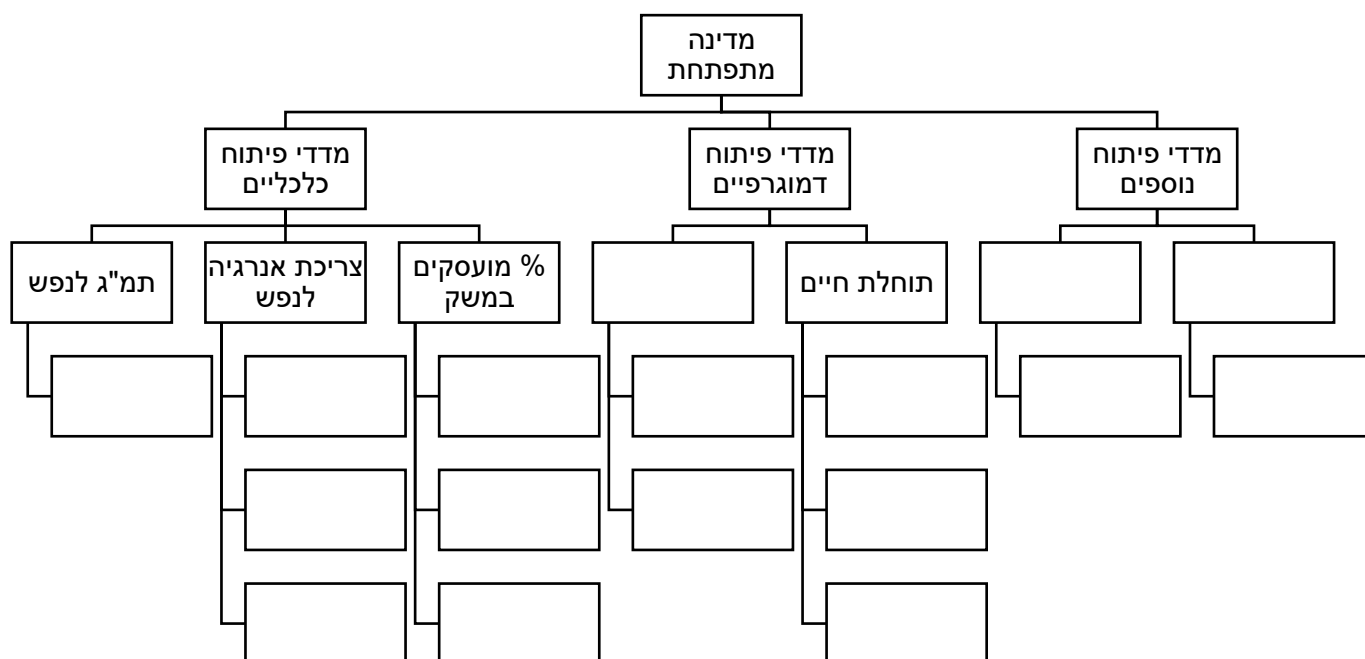 מדינה
מתפתחת
מדדי פיתוח
נוספים
מדדי פיתוח
דמוגרפיים
מדדי פיתוח
כלכליים
תוחלת חיים
% מועסקים
במשק
צריכת אנרגיה
לנפש
תמ"ג לנפש